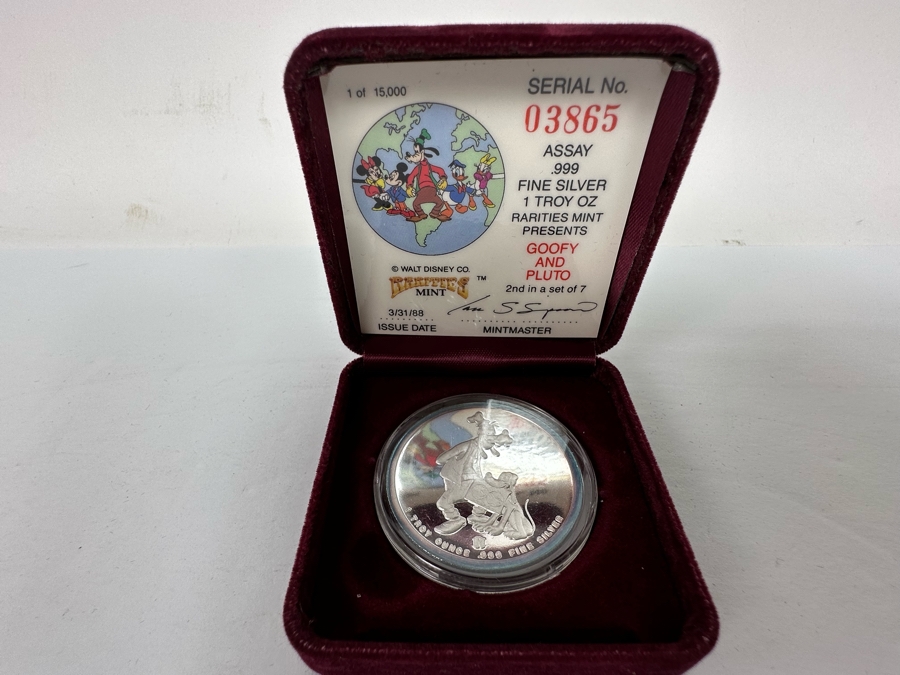 1 of 15,000
SERIAL No.
03865
ASSAY
.999
FINE SILVER
1 TROY OZ
RARITIES MINT
PRESENTS
GOOFY
AND
PLUTO
2nd in a set of 7
© WALT DISNEY CO.
RARITIES ™
MINT
3/31/88
ISSUE DATE
MINTMASTER
1 TROY OUNCE .999 FINE SILVER